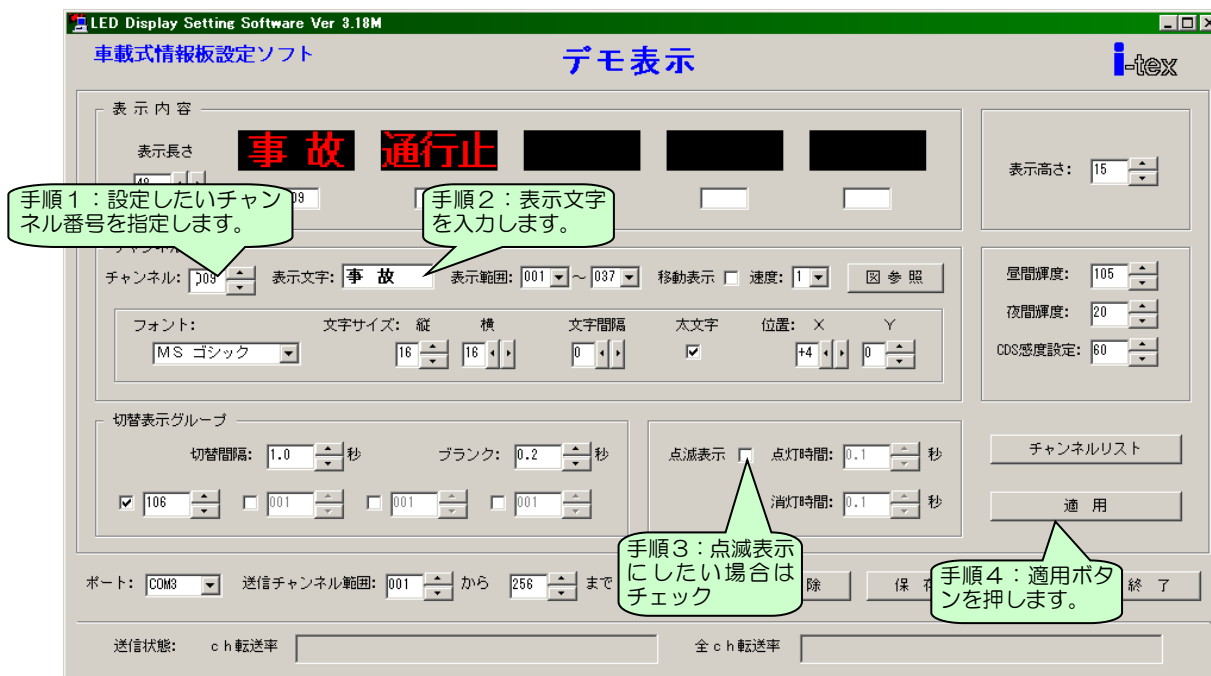 LED Display Setting Software Ver 3.18M
車載式情報板設定ソフト
デモ表示
i-tex
表示内容
事 故 通行止
表示長さ
表示高さ: 15
手順1：設定したいチャン
ネル番号を指定します。
手順2：表示文字
を入力します。
チャンネル: 009 表示文字: 事 故 表示範囲: 001 ～ 037 移動表示 速度: 1 図 参 照
昼間輝度: 105
夜間輝度: 20
CDS感度設定: 60
フォント: 文字サイズ: 縦 横 文字間隔 太文字 位置: X Y
MS ゴシック 16 16 0 +4 0
切替表示グループ
切替間隔: 1.0 秒 ブランク: 0.2 秒
106 001 001 001
点滅表示 点灯時間: 0.1 秒
消灯時間: 0.1 秒
チャンネルリスト
適 用
手順3：点滅表示
にしたい場合は
チェック
手順4：適用ボタ
ンを押します。
ポート: COM3 送信チャンネル範囲: 001 から 256 まで 除 保 終 了
送信状態: ch転送率 全ch転送率